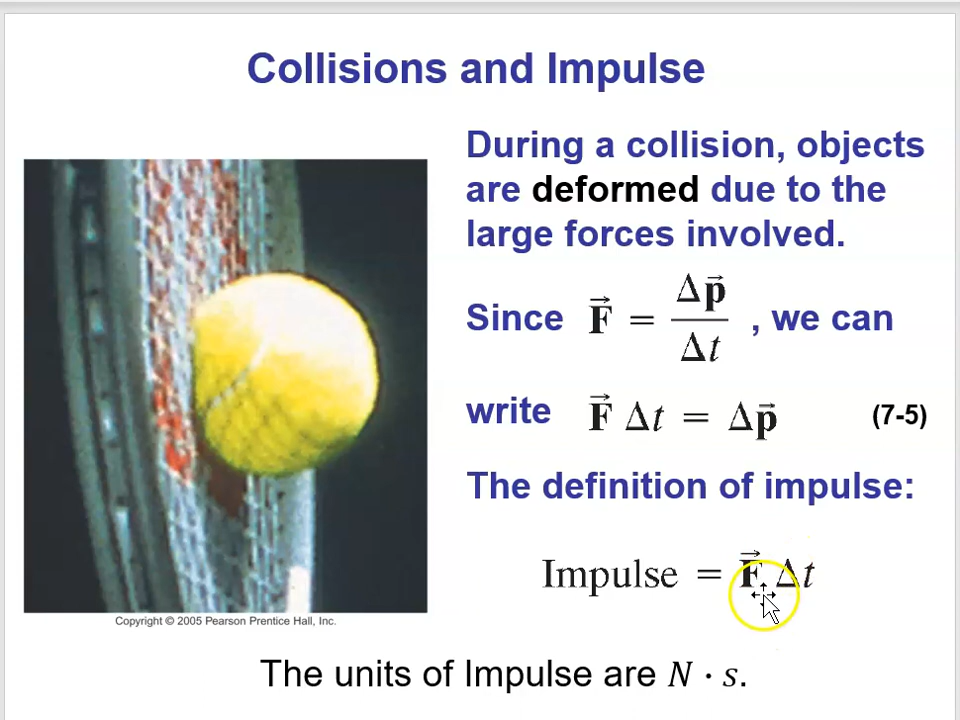 Collisions and Impulse
During a collision, objects
are deformed due to the
large forces involved.
Since F⃗ = Δp⃗ / Δt , we can
write F⃗ Δt = Δp⃗ (7-5)
The definition of impulse:
Impulse = F⃗ Δt
Copyright © 2005 Pearson Prentice Hall, Inc.
The units of Impulse are N · s.